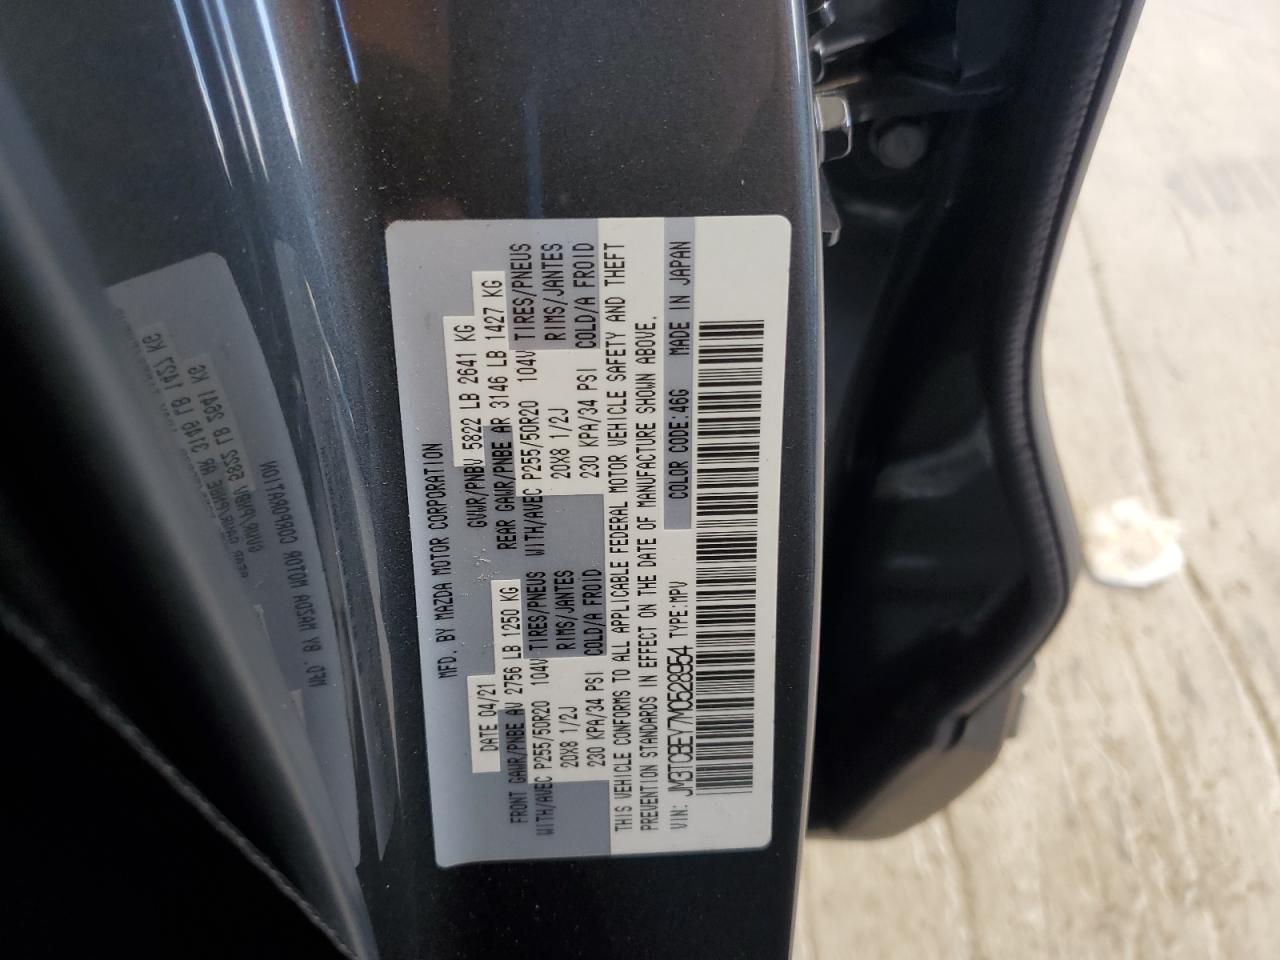 MFD. BY MAZDA MOTOR CORPORATION
DATE 04/21 GVWR/PNBV 5822 LB 2641 KG
FRONT GAWR/PNBE AV 2756 LB 1250 KG REAR GAWR/PNBE AR 3146 LB 1427 KG
WITH/AVEC P255/50R20 104V TIRES/PNEUS WITH/AVEC P255/50R20 104V TIRES/PNEUS
20X8 1/2J RIMS/JANTES 20X8 1/2J RIMS/JANTES
230 KPA/34 PSI COLD/A FROID 230 KPA/34 PSI COLD/A FROID
THIS VEHICLE CONFORMS TO ALL APPLICABLE FEDERAL MOTOR VEHICLE SAFETY AND THEFT
PREVENTION STANDARDS IN EFFECT ON THE DATE OF MANUFACTURE SHOWN ABOVE.
VIN: JM3TCBEY7M0528954 TYPE:MPV COLOR CODE:46G MADE IN JAPAN